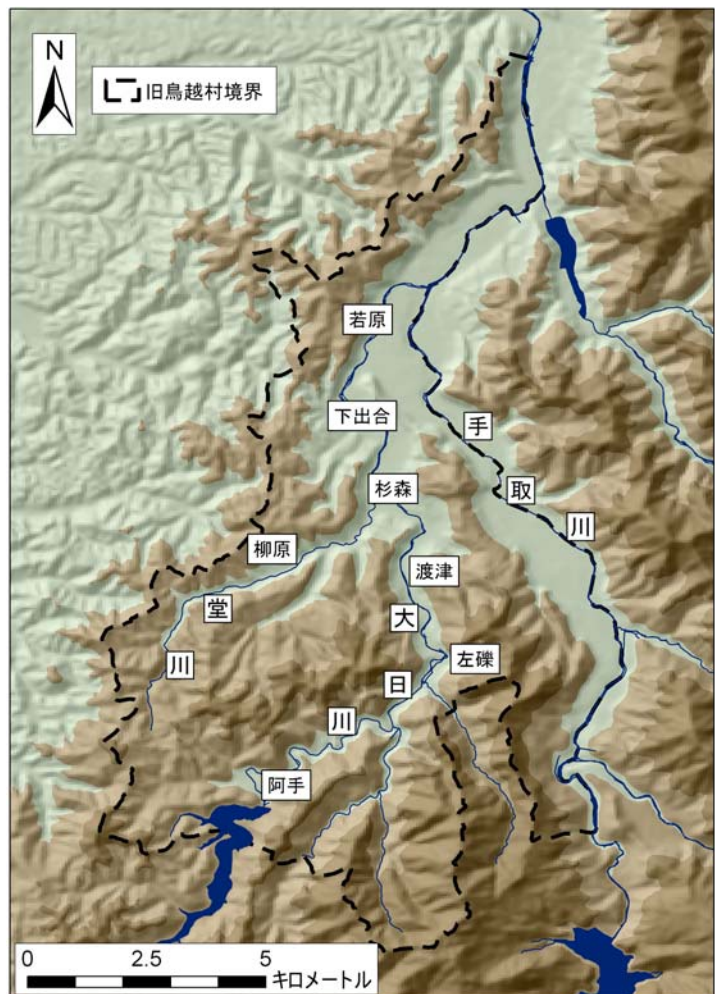 N
旧鳥越村境界
若原
下出合
手
取
川
杉森
柳原
渡津
堂
大
左礫
川
日
川
阿手
0 2.5 5
キロメートル